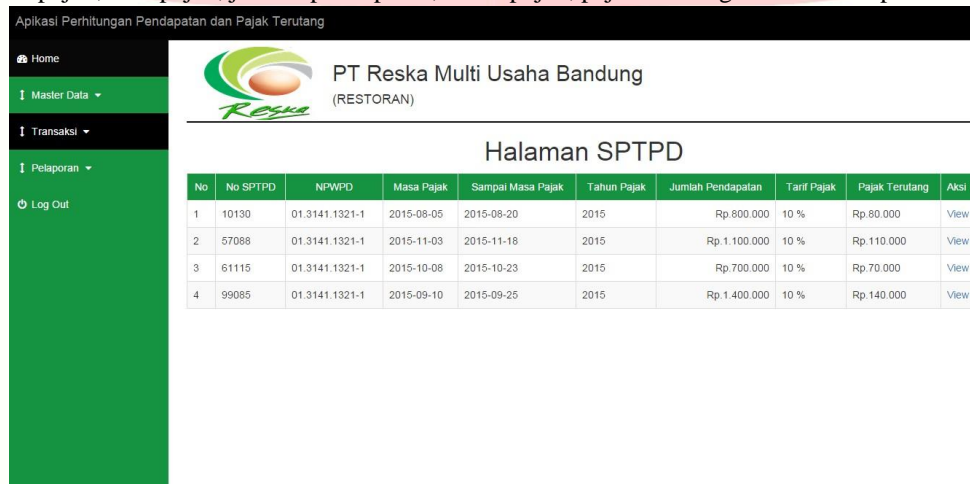 Apikasi Perhitungan Pendapatan dan Pajak Terutang
Home
Master Data
Transaksi
Pelaporan
Log Out
Reska
PT Reska Multi Usaha Bandung
(RESTORAN)
Halaman SPTPD
No No SPTPD NPWPD Masa Pajak Sampai Masa Pajak Tahun Pajak Jumlah Pendapatan Tarif Pajak Pajak Terutang Aksi
1 10130 01.3141.1321-1 2015-08-05 2015-08-20 2015 Rp.800.000 10 % Rp.80.000 View
2 57088 01.3141.1321-1 2015-11-03 2015-11-18 2015 Rp.1.100.000 10 % Rp.110.000 View
3 61115 01.3141.1321-1 2015-10-08 2015-10-23 2015 Rp.700.000 10 % Rp.70.000 View
4 99085 01.3141.1321-1 2015-09-10 2015-09-25 2015 Rp.1.400.000 10 % Rp.140.000 View